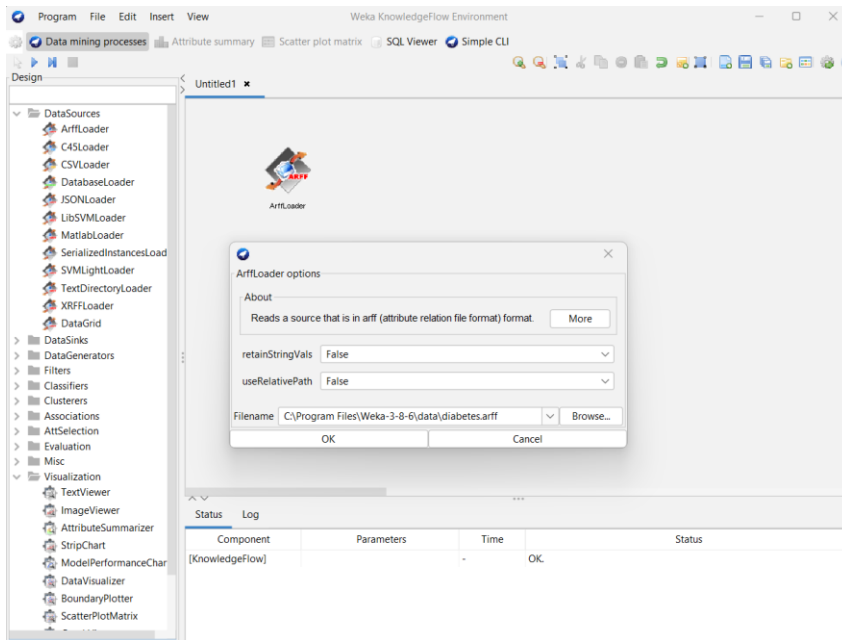 Program File Edit Insert View Weka KnowledgeFlow Environment
Data mining processes Attribute summary Scatter plot matrix SQL Viewer Simple CLI
Design
Untitled1
DataSources
ArffLoader
C45Loader
CSVLoader
DatabaseLoader
JSONLoader
LibSVMLoader
MatlabLoader
SerializedInstancesLoad
SVMLightLoader
TextDirectoryLoader
XRFFLoader
DataGrid
DataSinks
DataGenerators
Filters
Classifiers
Clusterers
Associations
AttSelection
Evaluation
Misc
Visualization
TextViewer
ImageViewer
AttributeSummarizer
StripChart
ModelPerformanceChar
DataVisualizer
BoundaryPlotter
ScatterPlotMatrix
ARFF
ArffLoader
ArffLoader options
About
Reads a source that is in arff (attribute relation file format) format. More
retainStringVals False
useRelativePath False
Filename C:\Program Files\Weka-3-8-6\data\diabetes.arff Browse...
OK Cancel
Status Log
Component Parameters Time Status
[KnowledgeFlow] - OK.